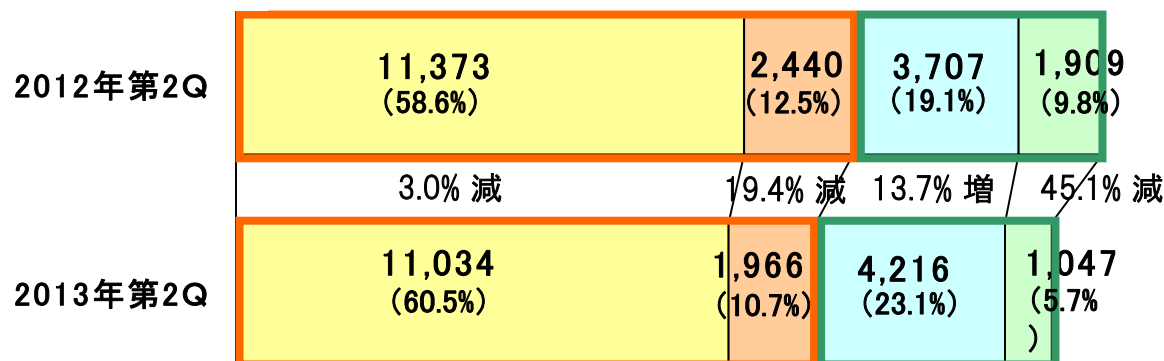 2012年第2Q
11,373
(58.6%)
2,440
(12.5%)
3,707
(19.1%)
1,909
(9.8%)
3.0% 減
19.4% 減
13.7% 増
45.1% 減
2013年第2Q
11,034
(60.5%)
1,966
(10.7%)
4,216
(23.1%)
1,047
(5.7%
)